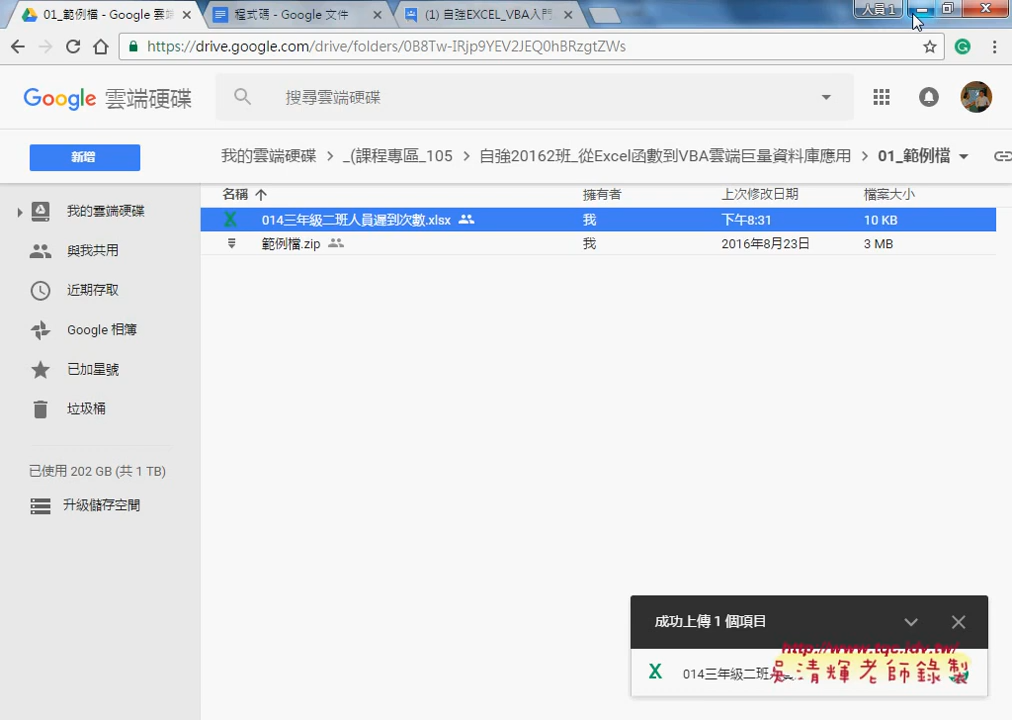 01_範例檔 - Google 雲端
程式碼 - Google 文件
(1) 自強EXCEL_VBA入門
人員1
https://drive.google.com/drive/folders/0B8Tw-IRjp9YEV2JEQ0hBRzgtZWs
Google 雲端硬碟
搜尋雲端硬碟
新增
我的雲端硬碟 > _(課程專區_105 > 自強20162班_從Excel函數到VBA雲端巨量資料庫應用 > 01_範例檔
名稱 擁有者 上次修改日期 檔案大小
014三年級二班人員遲到次數.xlsx 我 下午8:31 10 KB
範例檔.zip 我 2016年8月23日 3 MB
我的雲端硬碟
與我共用
近期存取
Google 相簿
已加星號
垃圾桶
已使用 202 GB (共 1 TB)
升級儲存空間
成功上傳 1 個項目
http://www.tqc.idv.tw/
014三年級二班人
吳清輝老師錄製